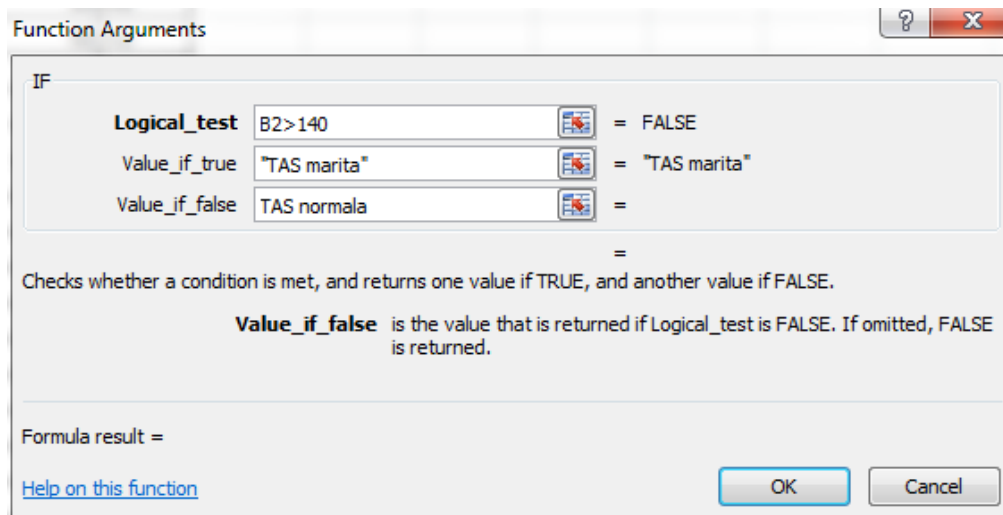 Function Arguments
IF
Logical_test B2>140 = FALSE
Value_if_true "TAS marita" = "TAS marita"
Value_if_false TAS normala =
=
Checks whether a condition is met, and returns one value if TRUE, and another value if FALSE.
Value_if_false is the value that is returned if Logical_test is FALSE. If omitted, FALSE
is returned.
Formula result =
Help on this function OK Cancel